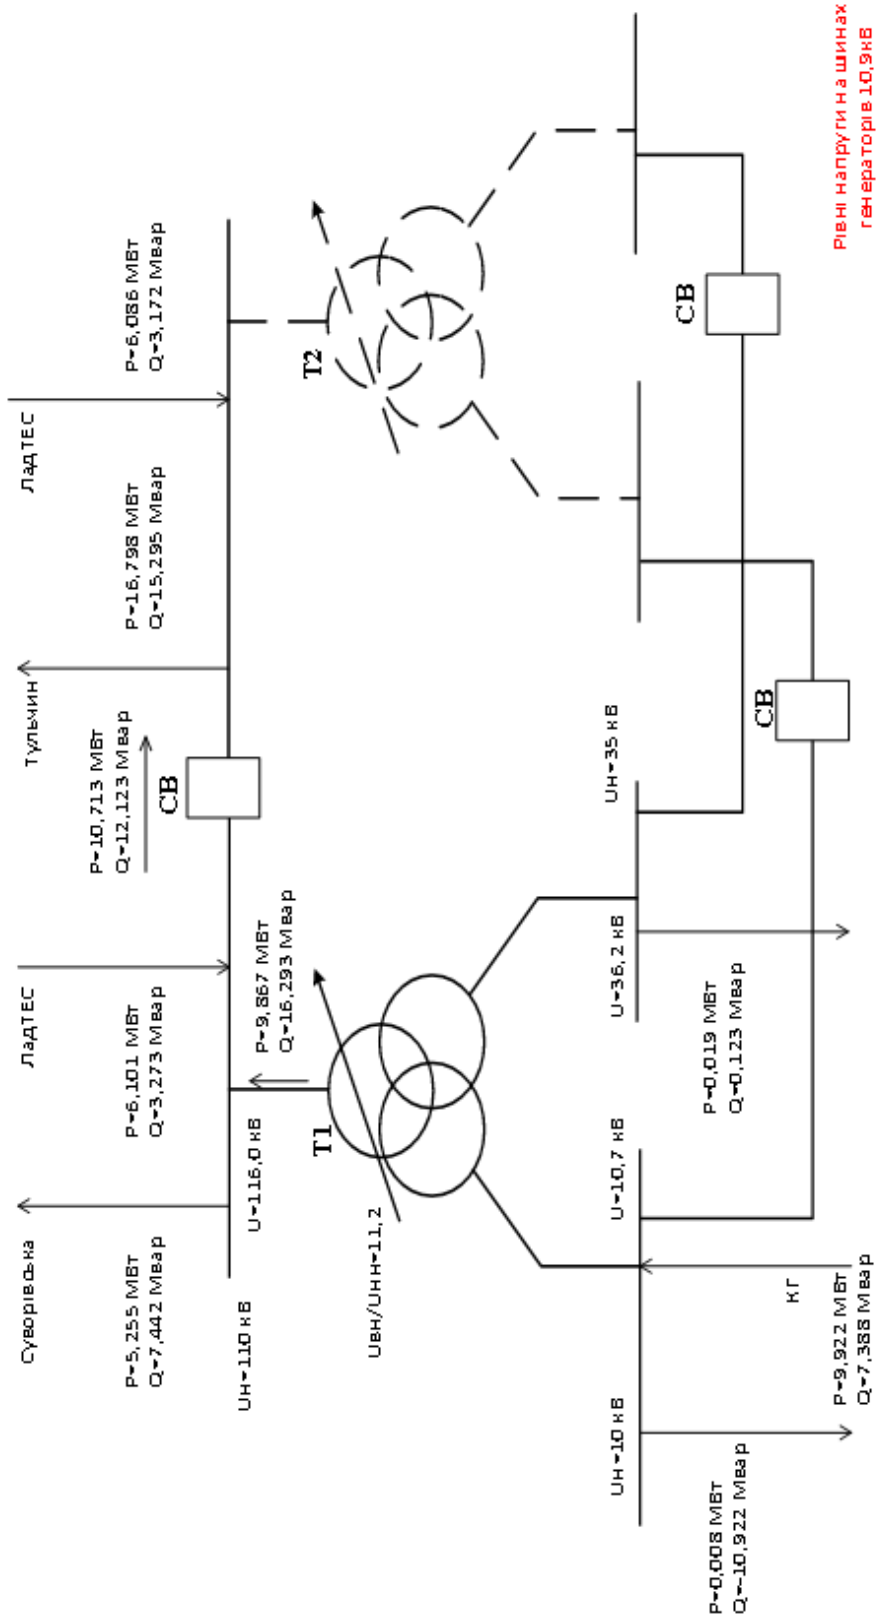 Суворівська
P=5,255 МВт
Q=7,442 Мвар
ЛадТЕС
P=6,101 МВт
Q=3,273 Мвар
P=10,713 МВт
Q=12,123 Мвар
СВ
Тульчин
P=16,798 МВт
Q=15,295 Мвар
ЛадТЕС
P=6,086 МВт
Q=3,172 Мвар
Uн=110 кВ
U=116,0 кВ
P=9,867 МВт
Q=16,293 Мвар
T1
T2
Uвн/Uнн=11,2
Uн=10 кВ
U=10,7 кВ
U=36,2 кВ
Uн=35 кВ
СВ
СВ
P=0,008 МВт
Q=-10,922 Мвар
КГ
P=9,922 МВт
Q=7,388 Мвар
P=0,019 МВт
Q=0,123 Мвар
Рівні напруги на шинах
генераторів 10,9кВ